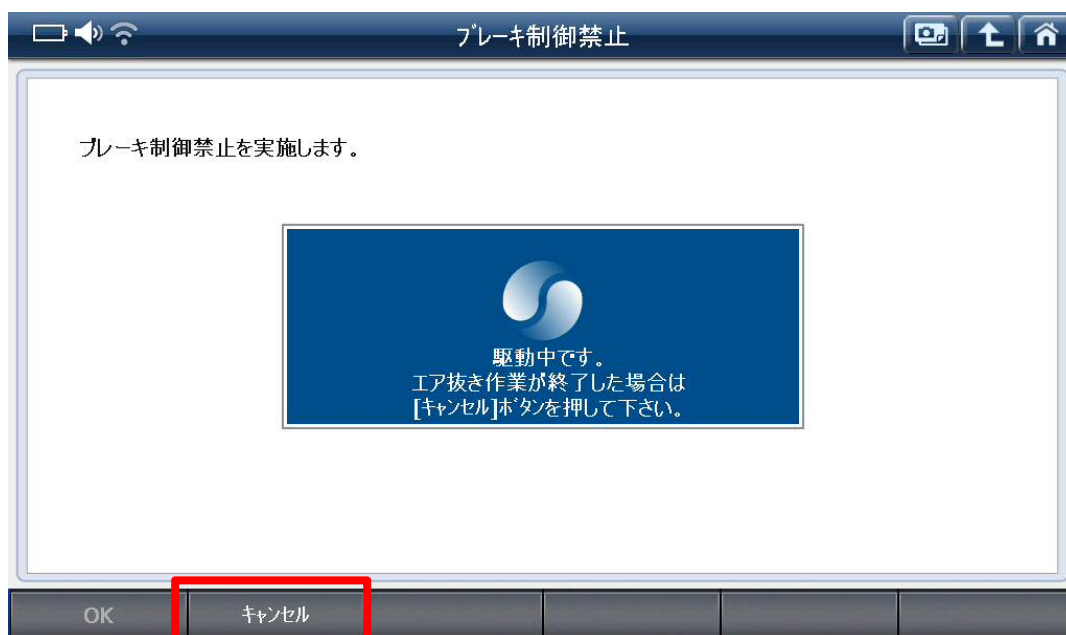 ﾌﾞﾚｰｷ制御禁止
ブレーキ制御禁止を実施します。
駆動中です。
エア抜き作業が終了した場合は
[ｷｬﾝｾﾙ]ﾎﾞﾀﾝを押して下さい。
OK
ｷｬﾝｾﾙ